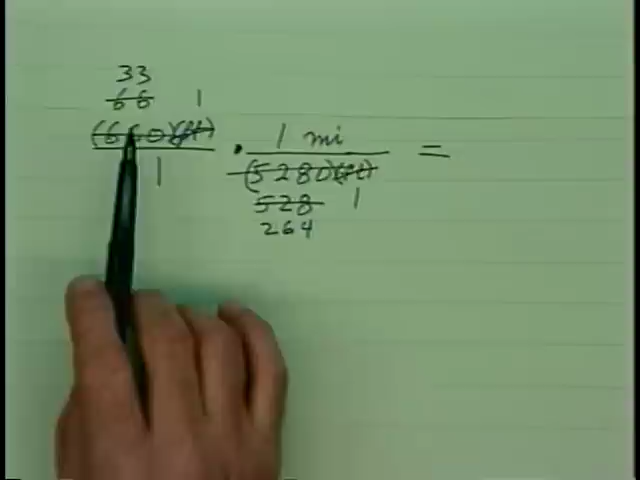 33
66 1
(660)(ft) · 1 mi =
1 (5280)(ft)
528 1
264